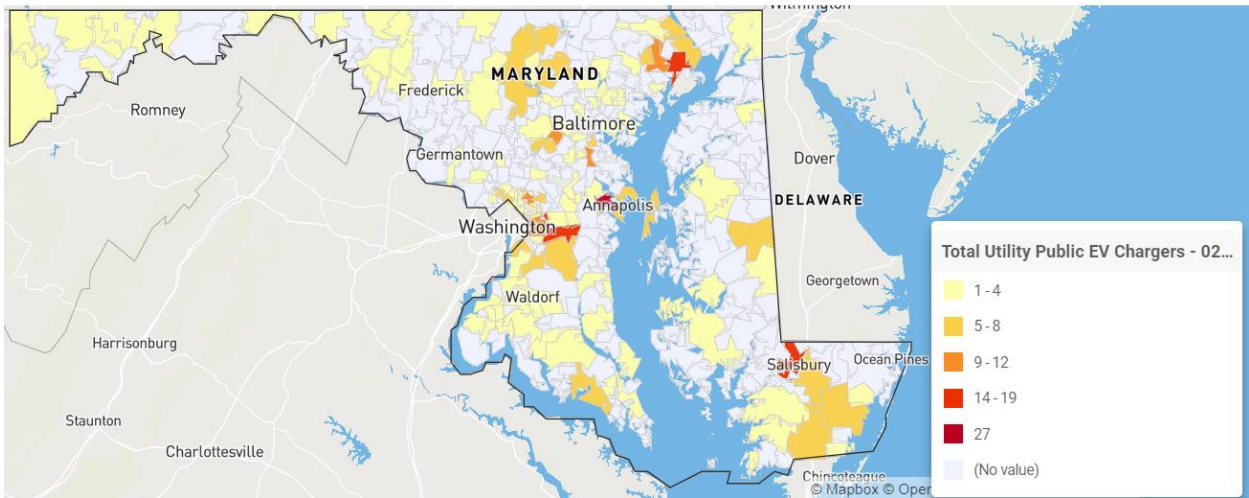 Wilmington
MARYLAND
Frederick
Romney
Baltimore
Germantown
Dover
DELAWARE
Annapolis
Washington
Georgetown
Waldorf
Harrisonburg
Salisbury
Ocean Pines
Staunton
Charlottesville
Chincoteague
© Mapbox © Oper
Total Utility Public EV Chargers - 02...
1 - 4
5 - 8
9 - 12
14 - 19
27
(No value)